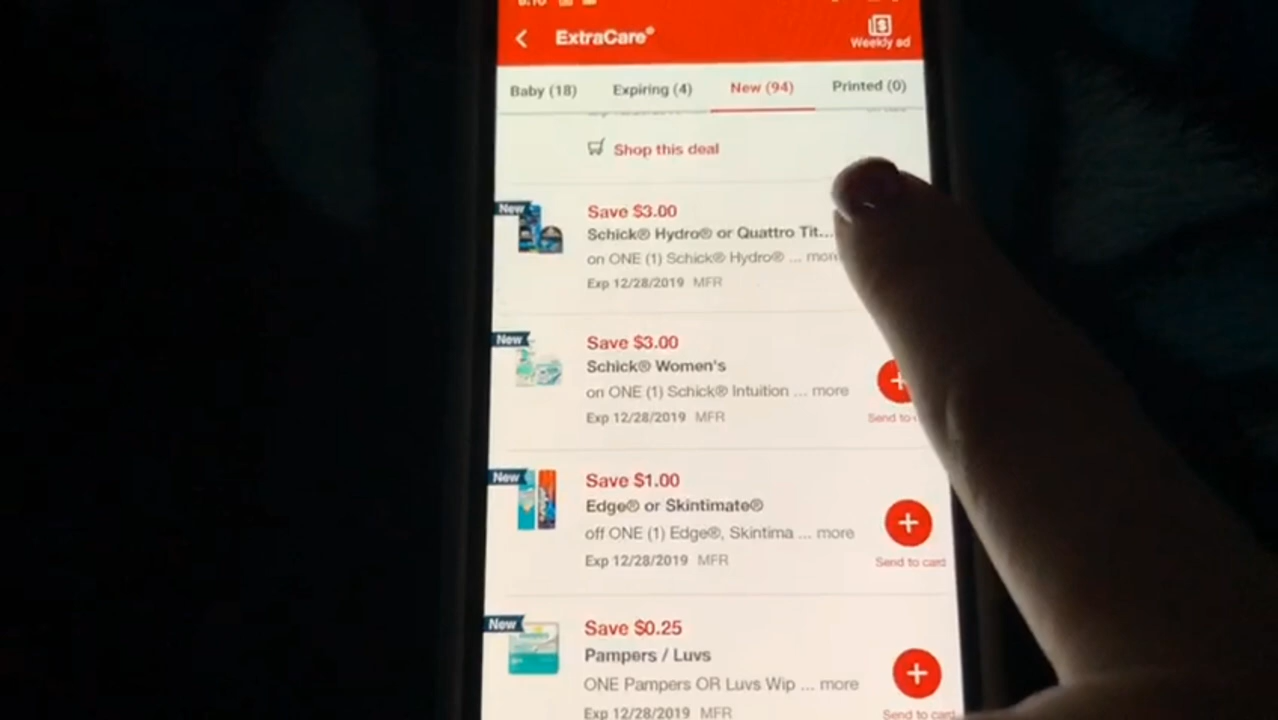 ExtraCare®
Weekly ad
Baby (18) Expiring (4) New (94) Printed (0)
Shop this deal
New
Save $3.00
Schick® Hydro® or Quattro Tit...
on ONE (1) Schick® Hydro® ... more
Exp 12/28/2019 MFR
New
Save $3.00
Schick® Women's
on ONE (1) Schick® Intuition ... more
Exp 12/28/2019 MFR
Send to
New
Save $1.00
Edge® or Skintimate®
off ONE (1) Edge®, Skintima ... more
Exp 12/28/2019 MFR
Send to card
New
Save $0.25
Pampers / Luvs
ONE Pampers OR Luvs Wip ... more
Exp 12/28/2019 MFR
Send to card